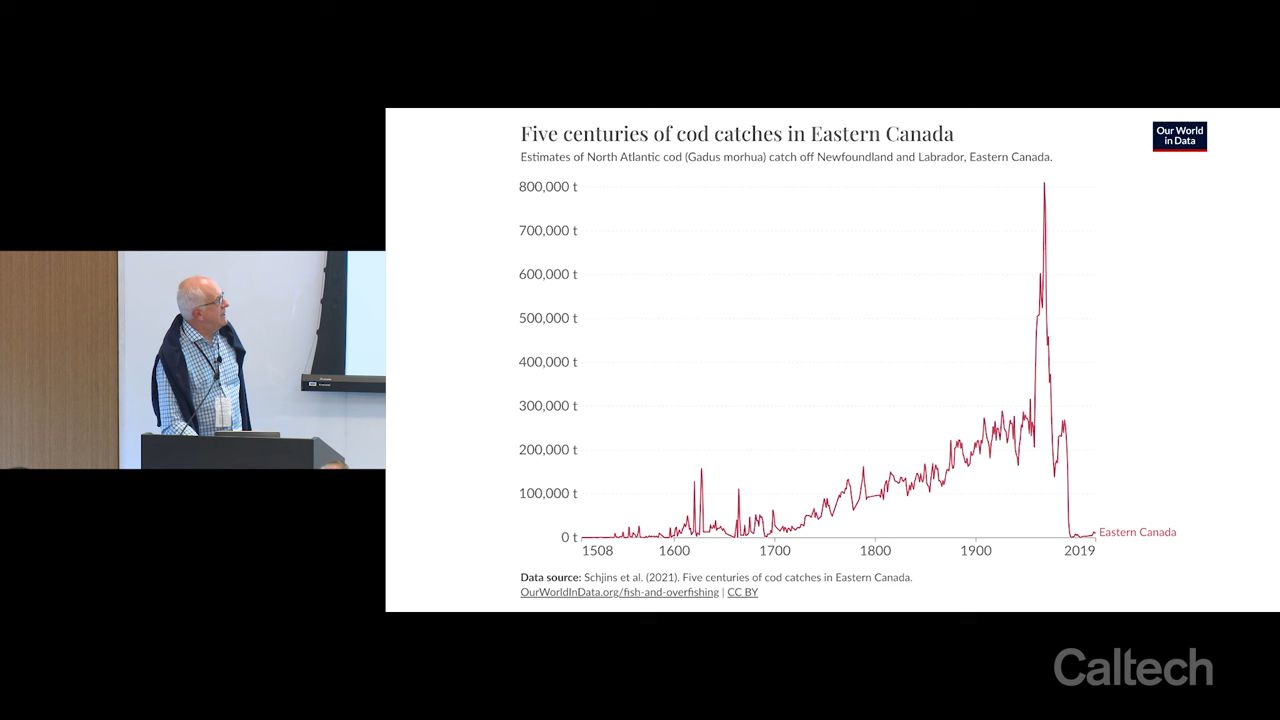 Five centuries of cod catches in Eastern Canada
Our World
in Data
Estimates of North Atlantic cod (Gadus morhua) catch off Newfoundland and Labrador, Eastern Canada.
800,000 t
700,000 t
600,000 t
500,000 t
400,000 t
300,000 t
200,000 t
100,000 t
0 t
Eastern Canada
1508
1600
1700
1800
1900
2019
Data source: Schjins et al. (2021). Five centuries of cod catches in Eastern Canada.
OurWorldInData.org/fish-and-overfishing | CC BY
Caltech